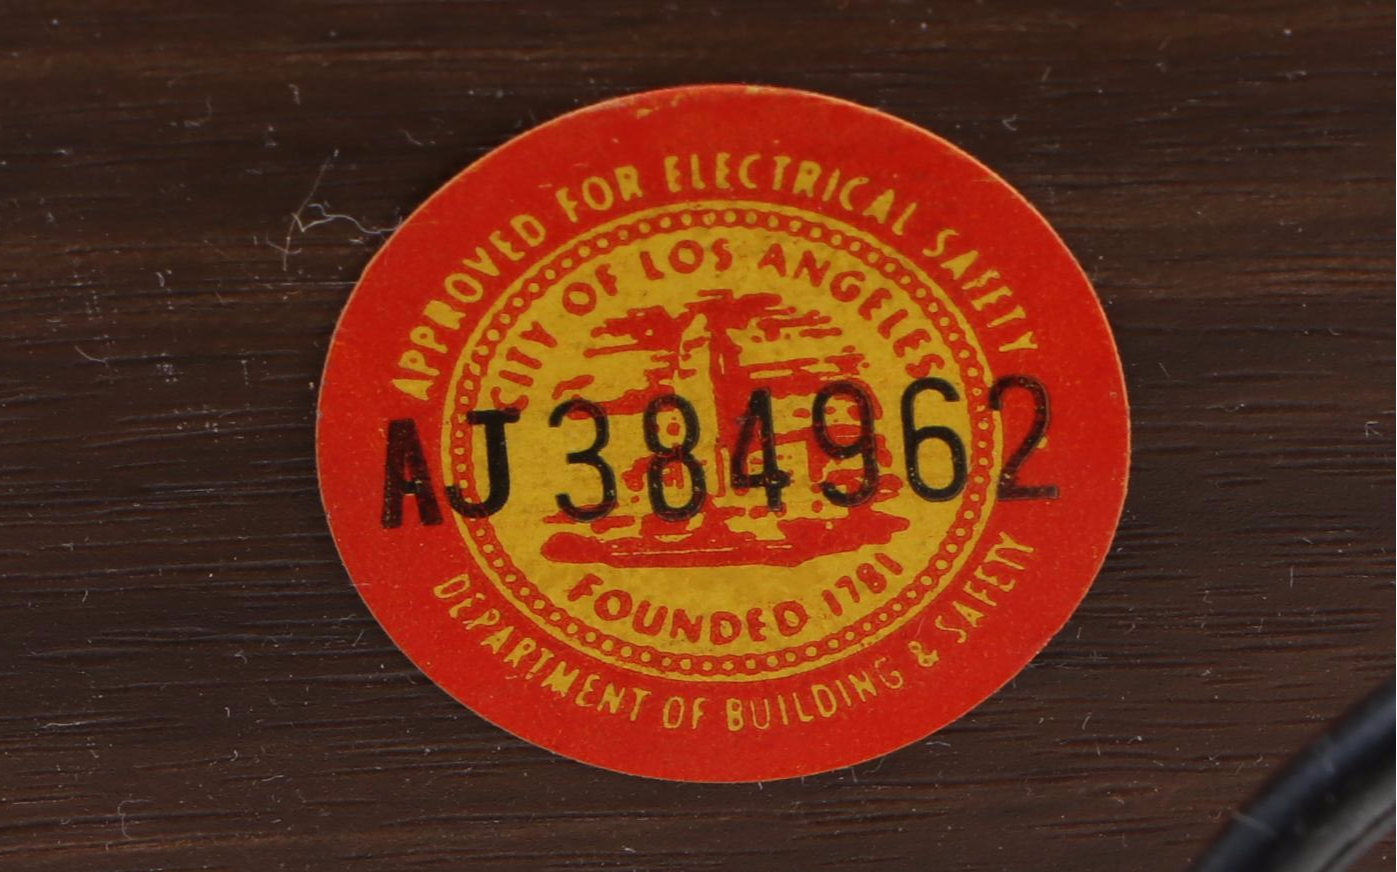 APPROVED FOR ELECTRICAL SAFETY
CITY OF LOS ANGELES
AJ384962
FOUNDED 1781
DEPARTMENT OF BUILDING & SAFETY